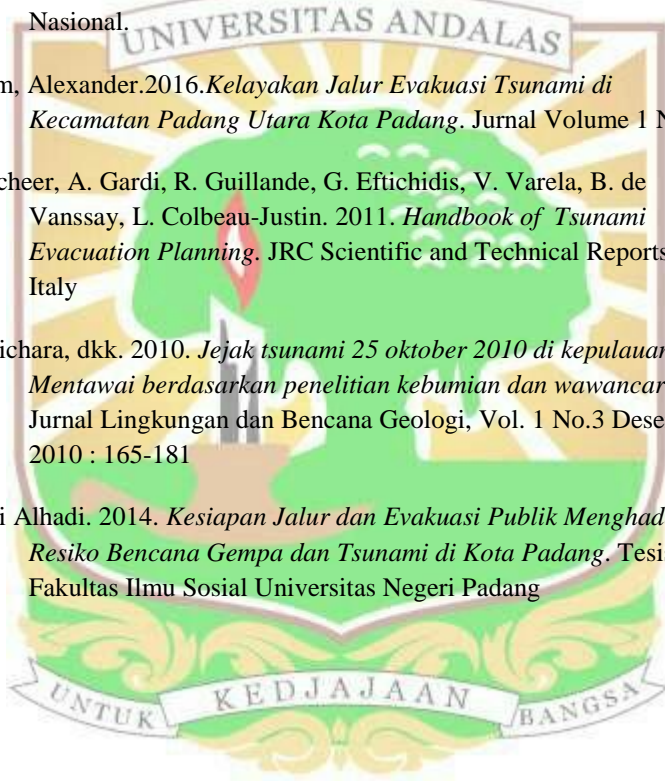 Nasional.
UNIVERSITAS ANDALAS
m, Alexander.2016.Kelayakan Jalur Evakuasi Tsunami di
Kecamatan Padang Utara Kota Padang. Jurnal Volume 1 N
cheer, A. Gardi, R. Guillande, G. Eftichidis, V. Varela, B. de
Vanssay, L. Colbeau-Justin. 2011. Handbook of Tsunami
Evacuation Planning. JRC Scientific and Technical Reports
Italy
ichara, dkk. 2010. Jejak tsunami 25 oktober 2010 di kepulauan
Mentawai berdasarkan penelitian kebumian dan wawancar
Jurnal Lingkungan dan Bencana Geologi, Vol. 1 No.3 Dese
2010 : 165-181
i Alhadi. 2014. Kesiapan Jalur dan Evakuasi Publik Menghad
Resiko Bencana Gempa dan Tsunami di Kota Padang. Tesis
Fakultas Ilmu Sosial Universitas Negeri Padang
UNTUK KEDJAJAAN BANGSA